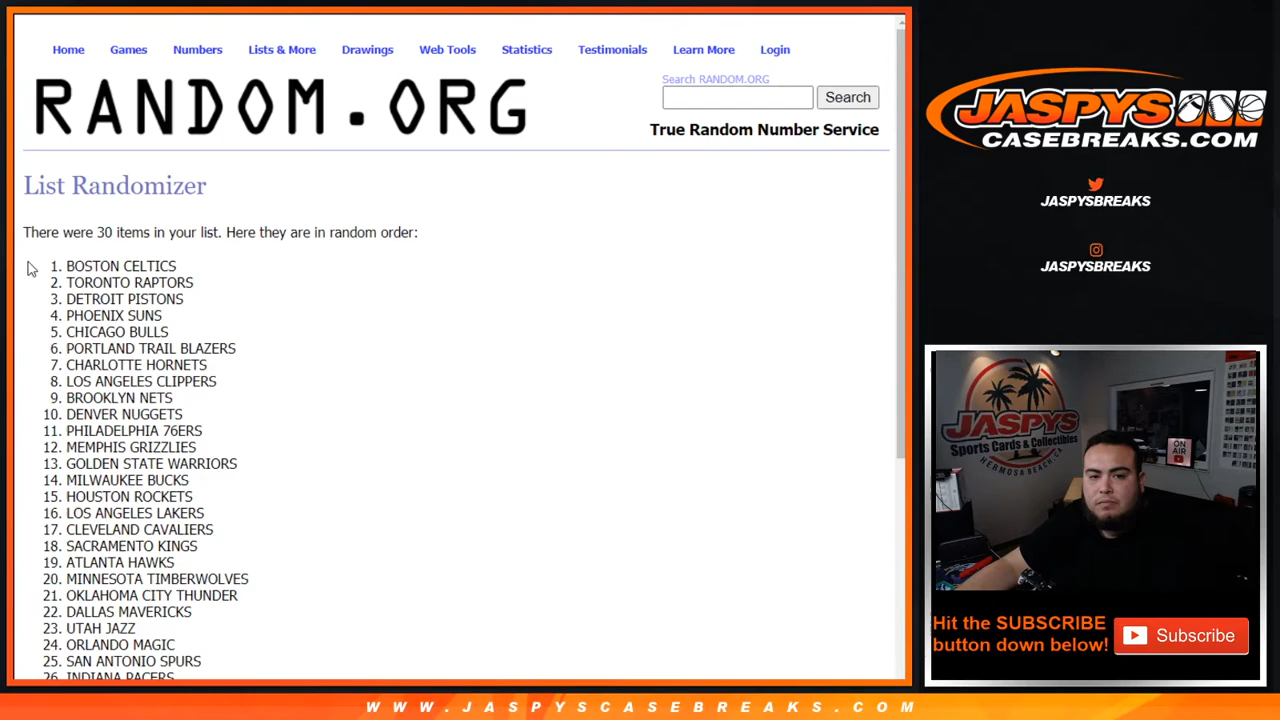 Home Games Numbers Lists & More Drawings Web Tools Statistics Testimonials Learn More Login
RANDOM.ORG
Search RANDOM.ORG
Search
True Random Number Service
List Randomizer
There were 30 items in your list. Here they are in random order:
1. BOSTON CELTICS
2. TORONTO RAPTORS
3. DETROIT PISTONS
4. PHOENIX SUNS
5. CHICAGO BULLS
6. PORTLAND TRAIL BLAZERS
7. CHARLOTTE HORNETS
8. LOS ANGELES CLIPPERS
9. BROOKLYN NETS
10. DENVER NUGGETS
11. PHILADELPHIA 76ERS
12. MEMPHIS GRIZZLIES
13. GOLDEN STATE WARRIORS
14. MILWAUKEE BUCKS
15. HOUSTON ROCKETS
16. LOS ANGELES LAKERS
17. CLEVELAND CAVALIERS
18. SACRAMENTO KINGS
19. ATLANTA HAWKS
20. MINNESOTA TIMBERWOLVES
21. OKLAHOMA CITY THUNDER
22. DALLAS MAVERICKS
23. UTAH JAZZ
24. ORLANDO MAGIC
25. SAN ANTONIO SPURS
26. INDIANA PACERS
JASPYS
CASEBREAKS.COM
JASPYSBREAKS
JASPYSBREAKS
JASPYS
Sports Cards & Collectibles
HERMOSA BEACH, CA
ON AIR
Hit the SUBSCRIBE
button down below!
Subscribe
WWW.JASPYSCASEBREAKS.COM